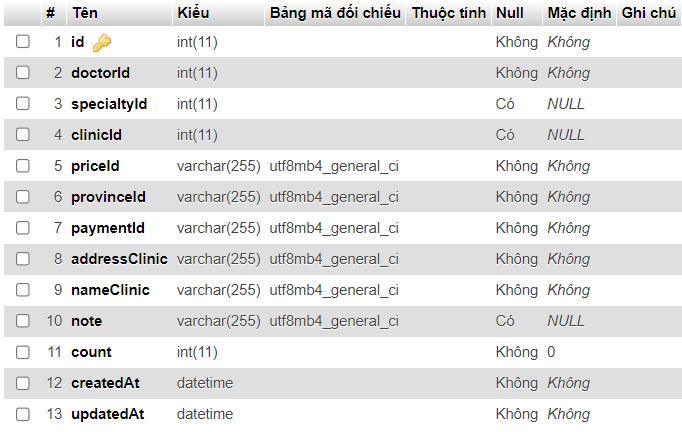 # Tên Kiểu Bảng mã đối chiếu Thuộc tính Null Mặc định Ghi chú
1 id int(11) Không Không
2 doctorId int(11) Không Không
3 specialtyId int(11) Có NULL
4 clinicId int(11) Có NULL
5 priceId varchar(255) utf8mb4_general_ci Không Không
6 provinceId varchar(255) utf8mb4_general_ci Không Không
7 paymentId varchar(255) utf8mb4_general_ci Không Không
8 addressClinic varchar(255) utf8mb4_general_ci Không Không
9 nameClinic varchar(255) utf8mb4_general_ci Không Không
10 note varchar(255) utf8mb4_general_ci Có NULL
11 count int(11) Không 0
12 createdAt datetime Không Không
13 updatedAt datetime Không Không